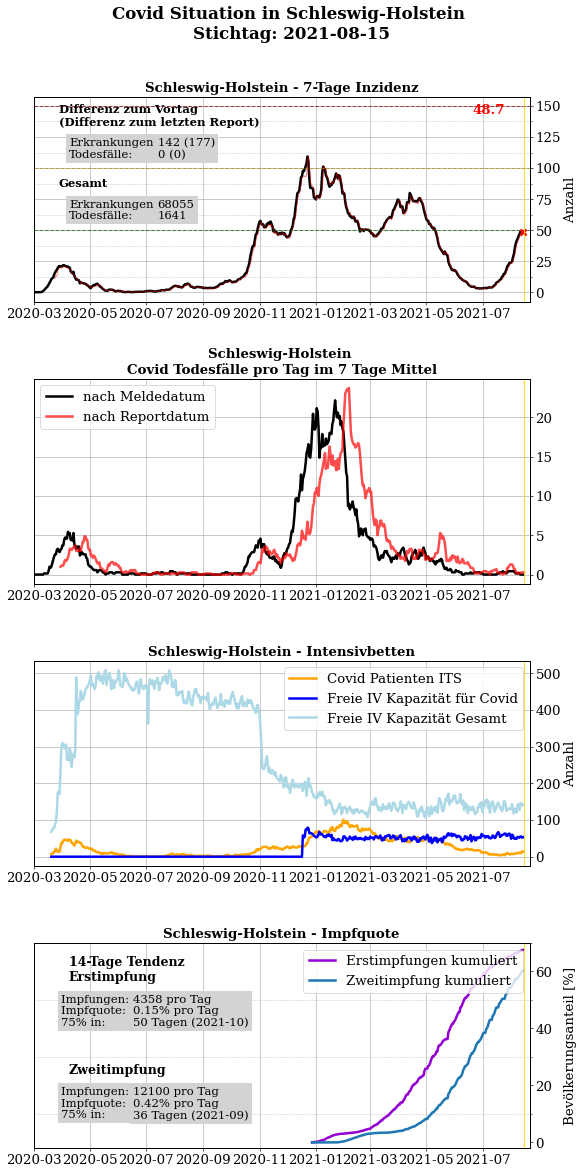 Covid Situation in Schleswig-Holstein
Stichtag: 2021-08-15
Schleswig-Holstein - 7-Tage Inzidenz
Differenz zum Vortag
(Differenz zum letzten Report)
Erkrankungen 142 (177)
Todesfälle: 0 (0)
Gesamt
Erkrankungen 68055
Todesfälle: 1641
48.7
150
125
100
75
50
25
0
Anzahl
2020-03 2020-05 2020-07 2020-09 2020-11 2021-01 2021-03 2021-05 2021-07
Schleswig-Holstein
Covid Todesfälle pro Tag im 7 Tage Mittel
nach Meldedatum
nach Reportdatum
20
15
10
5
0
2020-03 2020-05 2020-07 2020-09 2020-11 2021-01 2021-03 2021-05 2021-07
Schleswig-Holstein - Intensivbetten
Covid Patienten ITS
Freie IV Kapazität für Covid
Freie IV Kapazität Gesamt
500
400
300
200
100
0
Anzahl
2020-03 2020-05 2020-07 2020-09 2020-11 2021-01 2021-03 2021-05 2021-07
Schleswig-Holstein - Impfquote
14-Tage Tendenz
Erstimpfung
Impfungen: 4358 pro Tag
Impfquote: 0.15% pro Tag
75% in: 50 Tagen (2021-10)
Zweitimpfung
Impfungen: 12100 pro Tag
Impfquote: 0.42% pro Tag
75% in: 36 Tagen (2021-09)
Erstimpfungen kumuliert
Zweitimpfung kumuliert
60
40
20
0
Bevölkerungsanteil [%]
2020-03 2020-05 2020-07 2020-09 2020-11 2021-01 2021-03 2021-05 2021-07